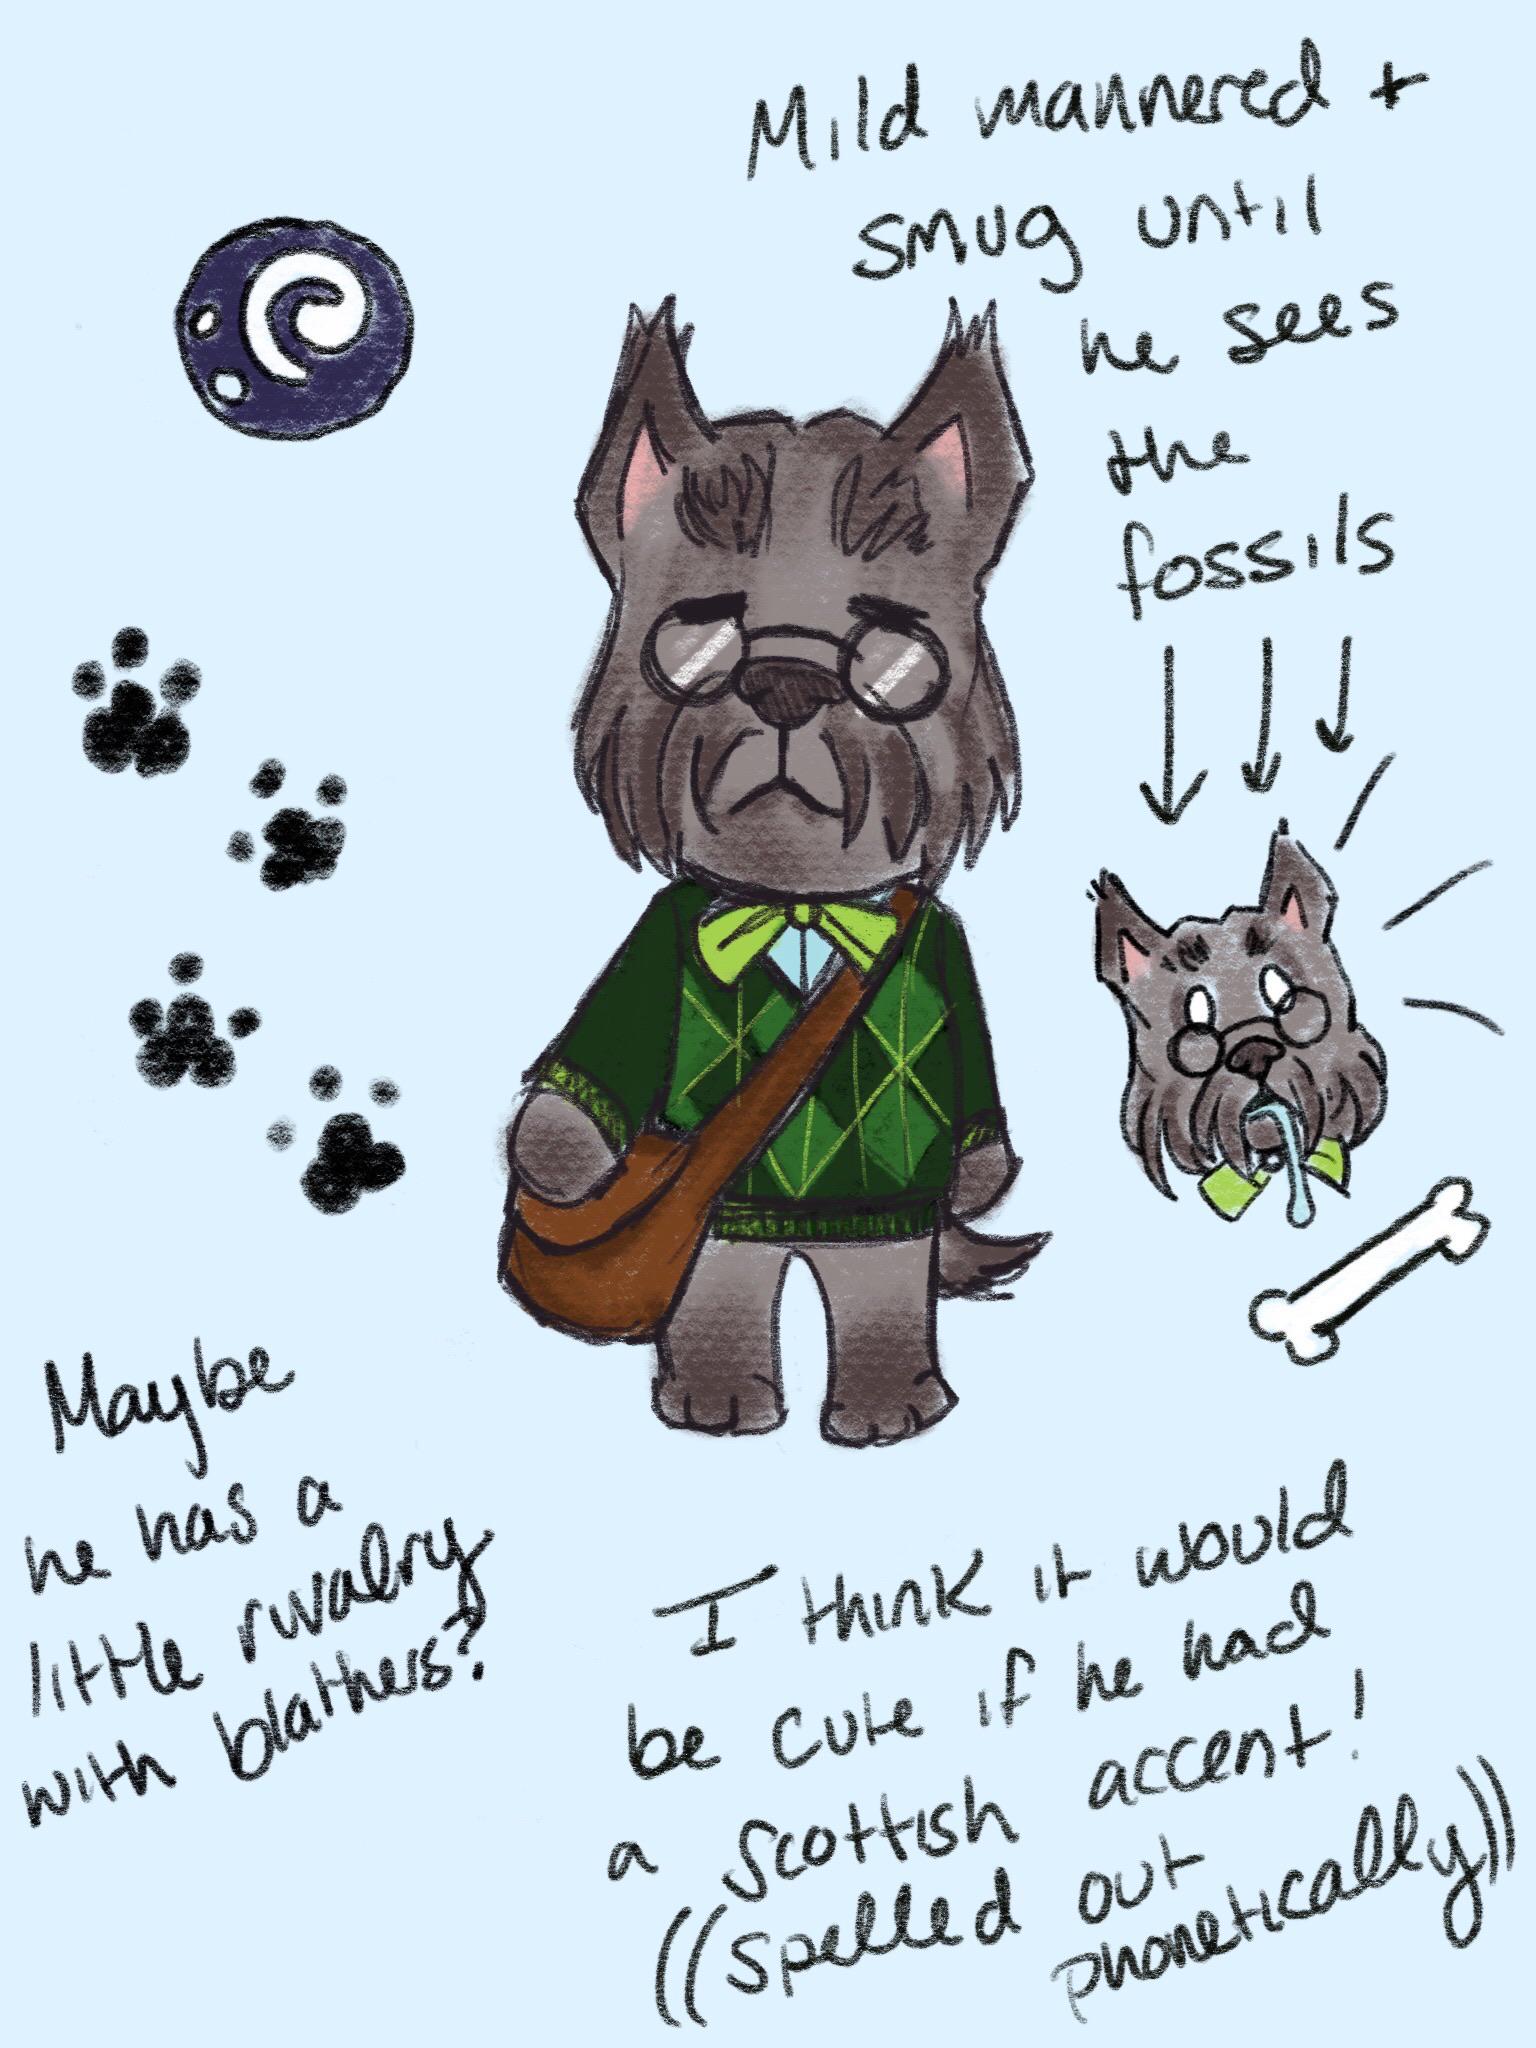 Mild mannered +
smug until
he sees
the
fossils
Maybe
he has a
little rivalry
with blathers?
I think it would
be cute if he had
a scottish accent!
((spelled out
phonetically))